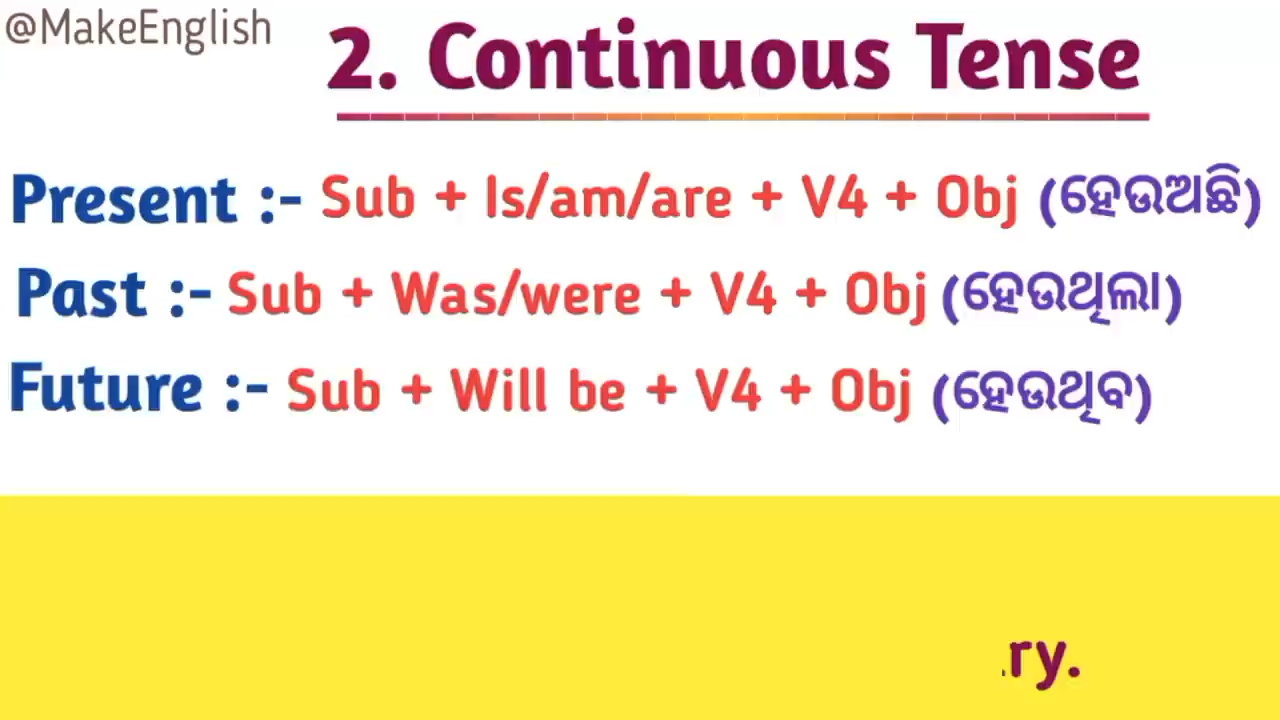 @MakeEnglish
2. Continuous Tense
Present :- Sub + Is/am/are + V4 + Obj (ହେଉଅଛି)
Past :- Sub + Was/were + V4 + Obj (ହେଉଥିଲା)
Future :- Sub + Will be + V4 + Obj (ହେଉଥିବ)
ry.